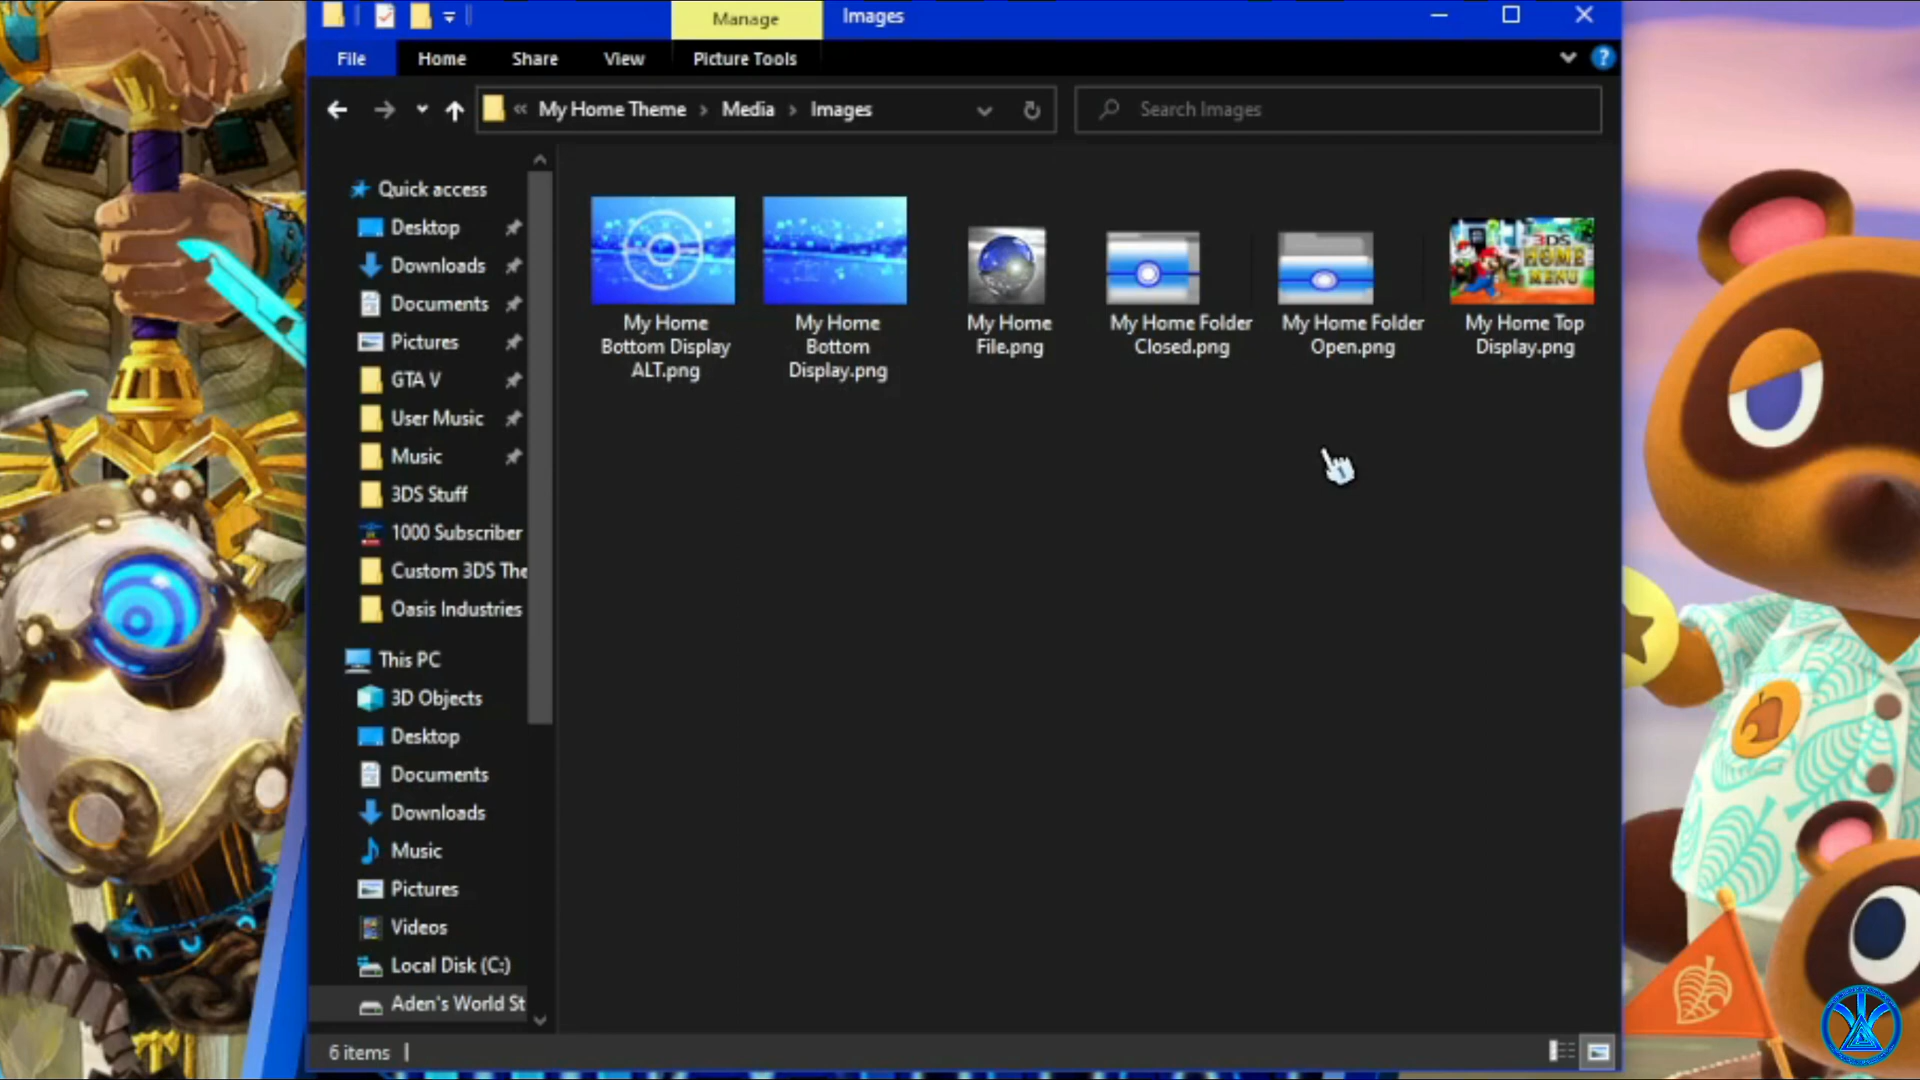 Manage
Images
File
Home
Share
View
Picture Tools
?
« My Home Theme > Media > Images
Search Images
Quick access
Desktop
Downloads
Documents
Pictures
GTA V
User Music
Music
3DS Stuff
1000 Subscriber
Custom 3DS The
Oasis Industries
This PC
3D Objects
Desktop
Documents
Downloads
Music
Pictures
Videos
Local Disk (C:)
Aden's World St
3DS
HOME
MENU
My Home
Bottom Display
ALT.png
My Home
Bottom
Display.png
My Home
File.png
My Home Folder
Closed.png
My Home Folder
Open.png
My Home Top
Display.png
6 items